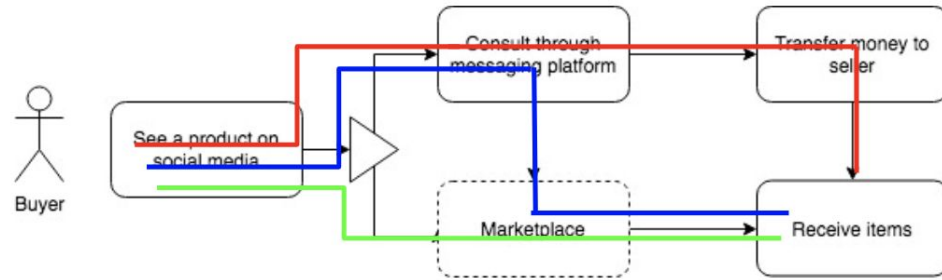 Consult through
messaging platform
Transfer money to
seller
See a product on
social media
Buyer
Marketplace
Receive items